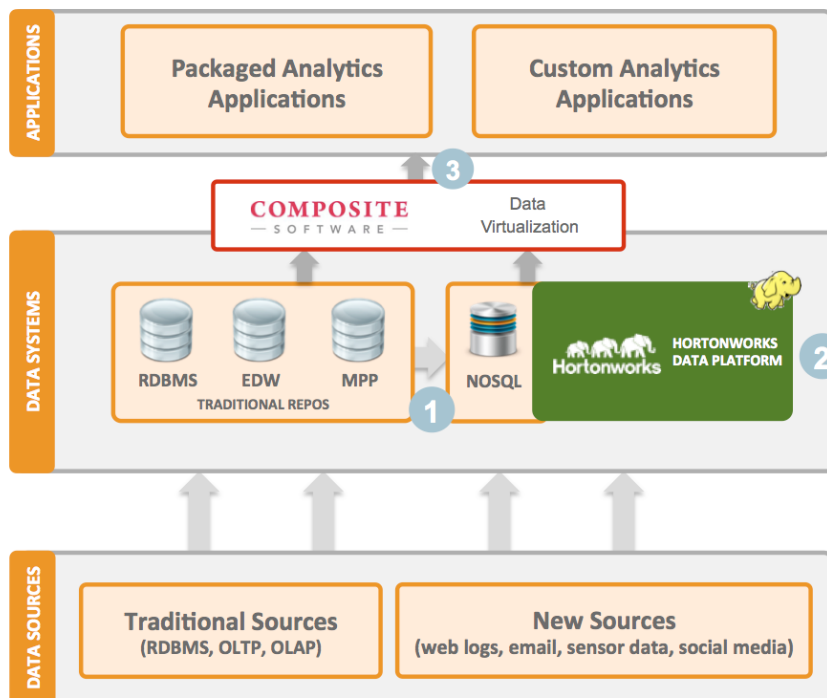 APPLICATIONS
Packaged Analytics
Applications
Custom Analytics
Applications
3
COMPOSITE
SOFTWARE
Data
Virtualization
DATA SYSTEMS
RDBMS
EDW
MPP
TRADITIONAL REPOS
1
NOSQL
Hortonworks
HORTONWORKS
DATA PLATFORM
2
DATA SOURCES
Traditional Sources
(RDBMS, OLTP, OLAP)
New Sources
(web logs, email, sensor data, social media)